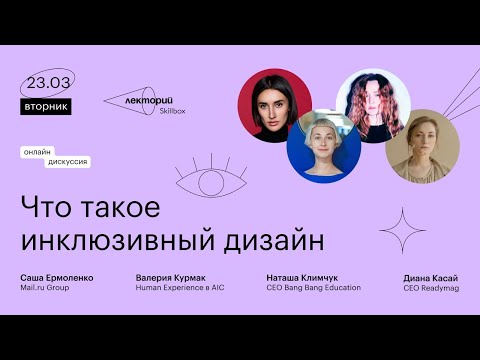 23.03
вторник
лекторий
Skillbox
онлайн
дискуссия
Что такое
инклюзивный дизайн
Саша Ермоленко
Mail.ru Group
Валерия Курмак
Human Experience в AIC
Наташа Климчук
CEO Bang Bang Education
Диана Касай
CEO Readymag